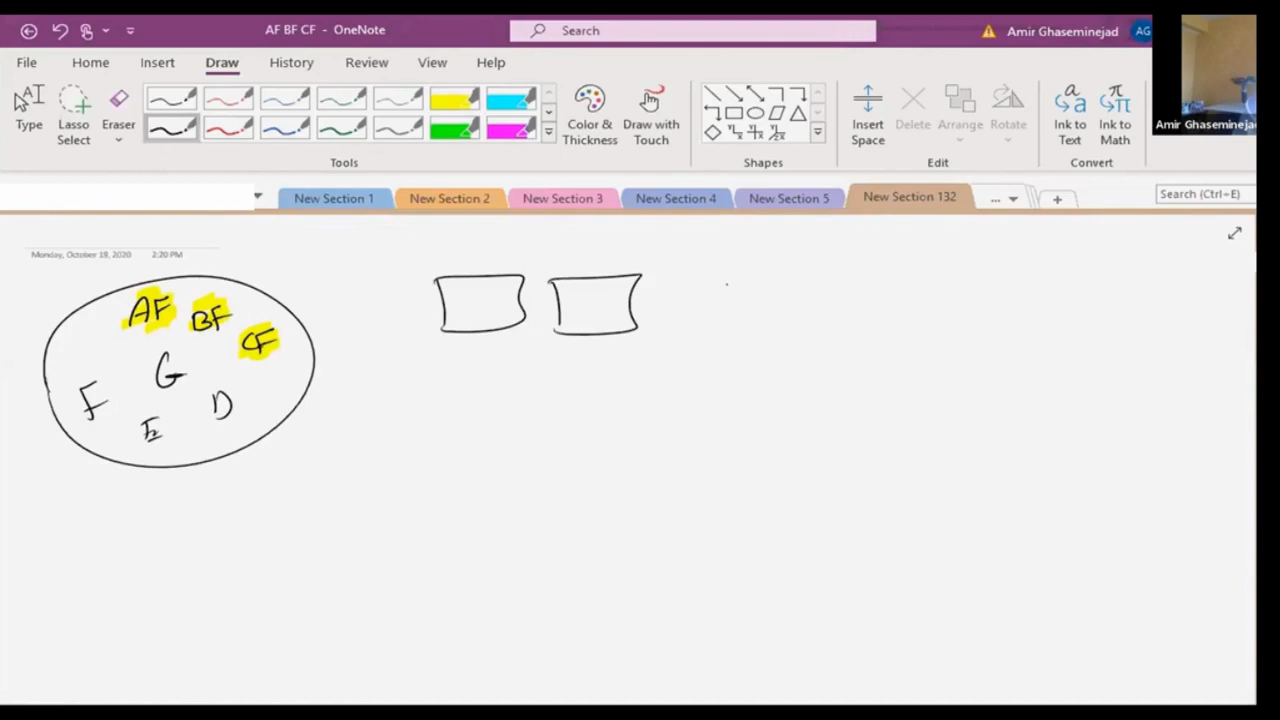 AF BF CF - OneNote
Search
Amir Ghaseminejad
AG
File Home Insert Draw History Review View Help
Type
Lasso Select
Eraser
Color & Thickness
Draw with Touch
Insert Space
Delete
Arrange
Rotate
Ink to Text
Ink to Math
Tools
Shapes
Edit
Convert
Amir Ghaseminejad
New Section 1 New Section 2 New Section 3 New Section 4 New Section 5 New Section 132 ... +
Search (Ctrl+E)
Monday, October 19, 2020 2:20 PM
AF BF
CF
G
F D
E